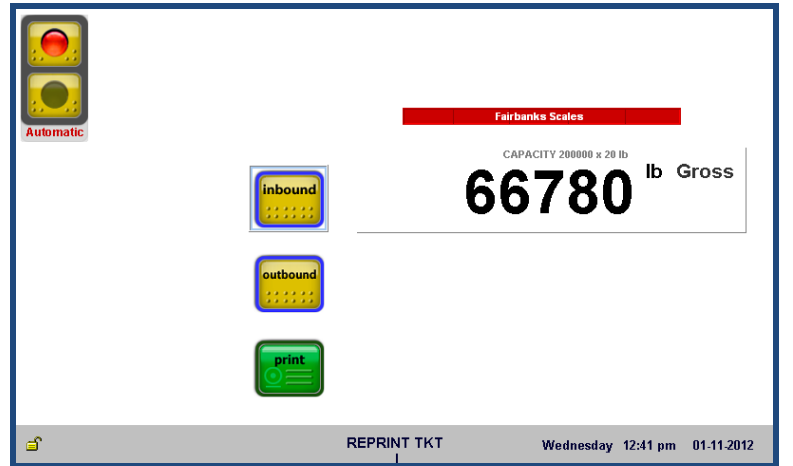 Automatic
Fairbanks Scales
CAPACITY 200000 x 20 lb
66780 lb Gross
inbound
outbound
print
REPRINT TKT
Wednesday 12:41 pm 01-11-2012